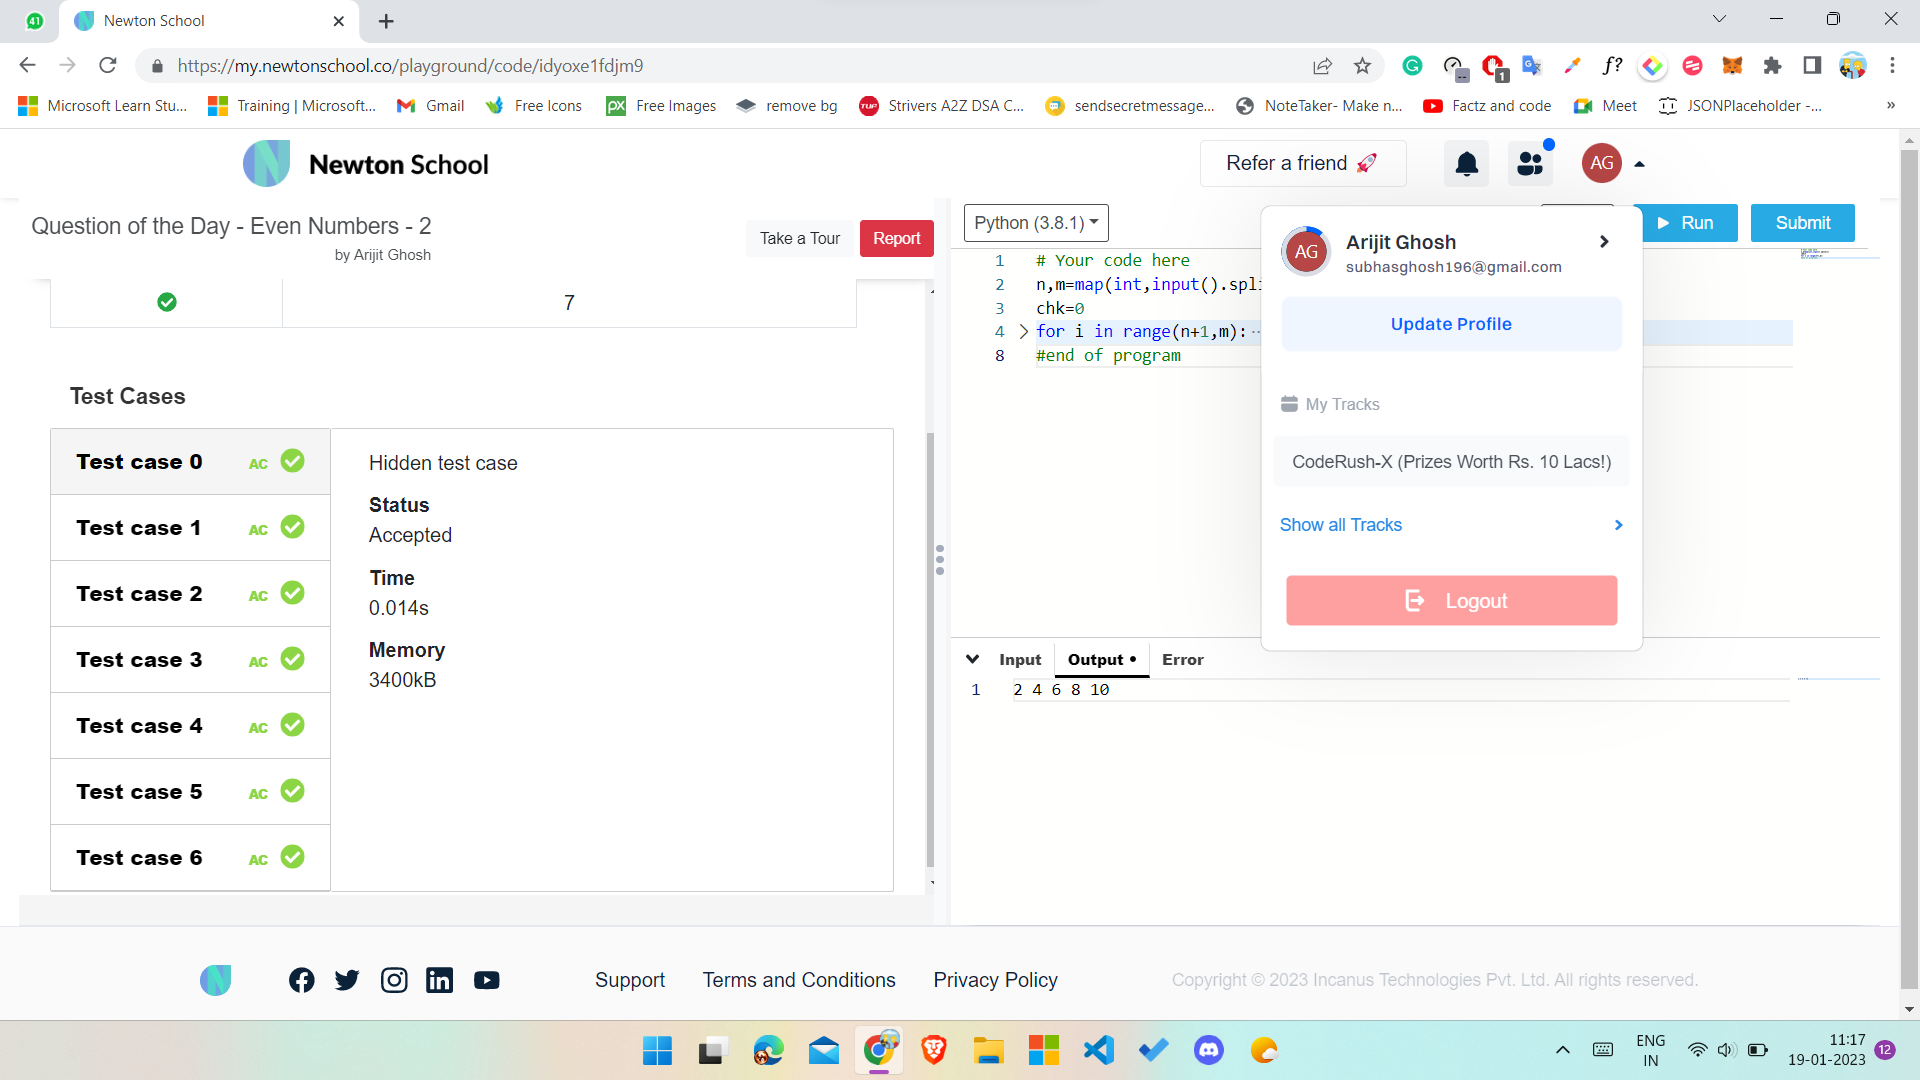 41
Newton School
https://my.newtonschool.co/playground/code/idyoxe1fdjm9
1
f?
Microsoft Learn Stu...
Training | Microsoft...
Gmail
Free Icons
Free Images
remove bg
Strivers A2Z DSA C...
sendsecretmessage...
NoteTaker- Make n...
Factz and code
Meet
JSONPlaceholder -...
»
Newton School
Refer a friend 🚀
AG
Question of the Day - Even Numbers - 2
by Arijit Ghosh
Take a Tour
Report
7
Test Cases
Test case 0 AC
Test case 1 AC
Test case 2 AC
Test case 3 AC
Test case 4 AC
Test case 5 AC
Test case 6 AC
Hidden test case
Status
Accepted
Time
0.014s
Memory
3400kB
Python (3.8.1)
Run
Submit
1 # Your code here
2 n,m=map(int,input().spl
3 chk=0
4 for i in range(n+1,m):
8 #end of program
AG
Arijit Ghosh
subhasghosh196@gmail.com
Update Profile
My Tracks
CodeRush-X (Prizes Worth Rs. 10 Lacs!)
Show all Tracks
Logout
Input
Output •
Error
1 2 4 6 8 10
Support
Terms and Conditions
Privacy Policy
Copyright © 2023 Incanus Technologies Pvt. Ltd. All rights reserved.
ENG
IN
11:17
19-01-2023
12